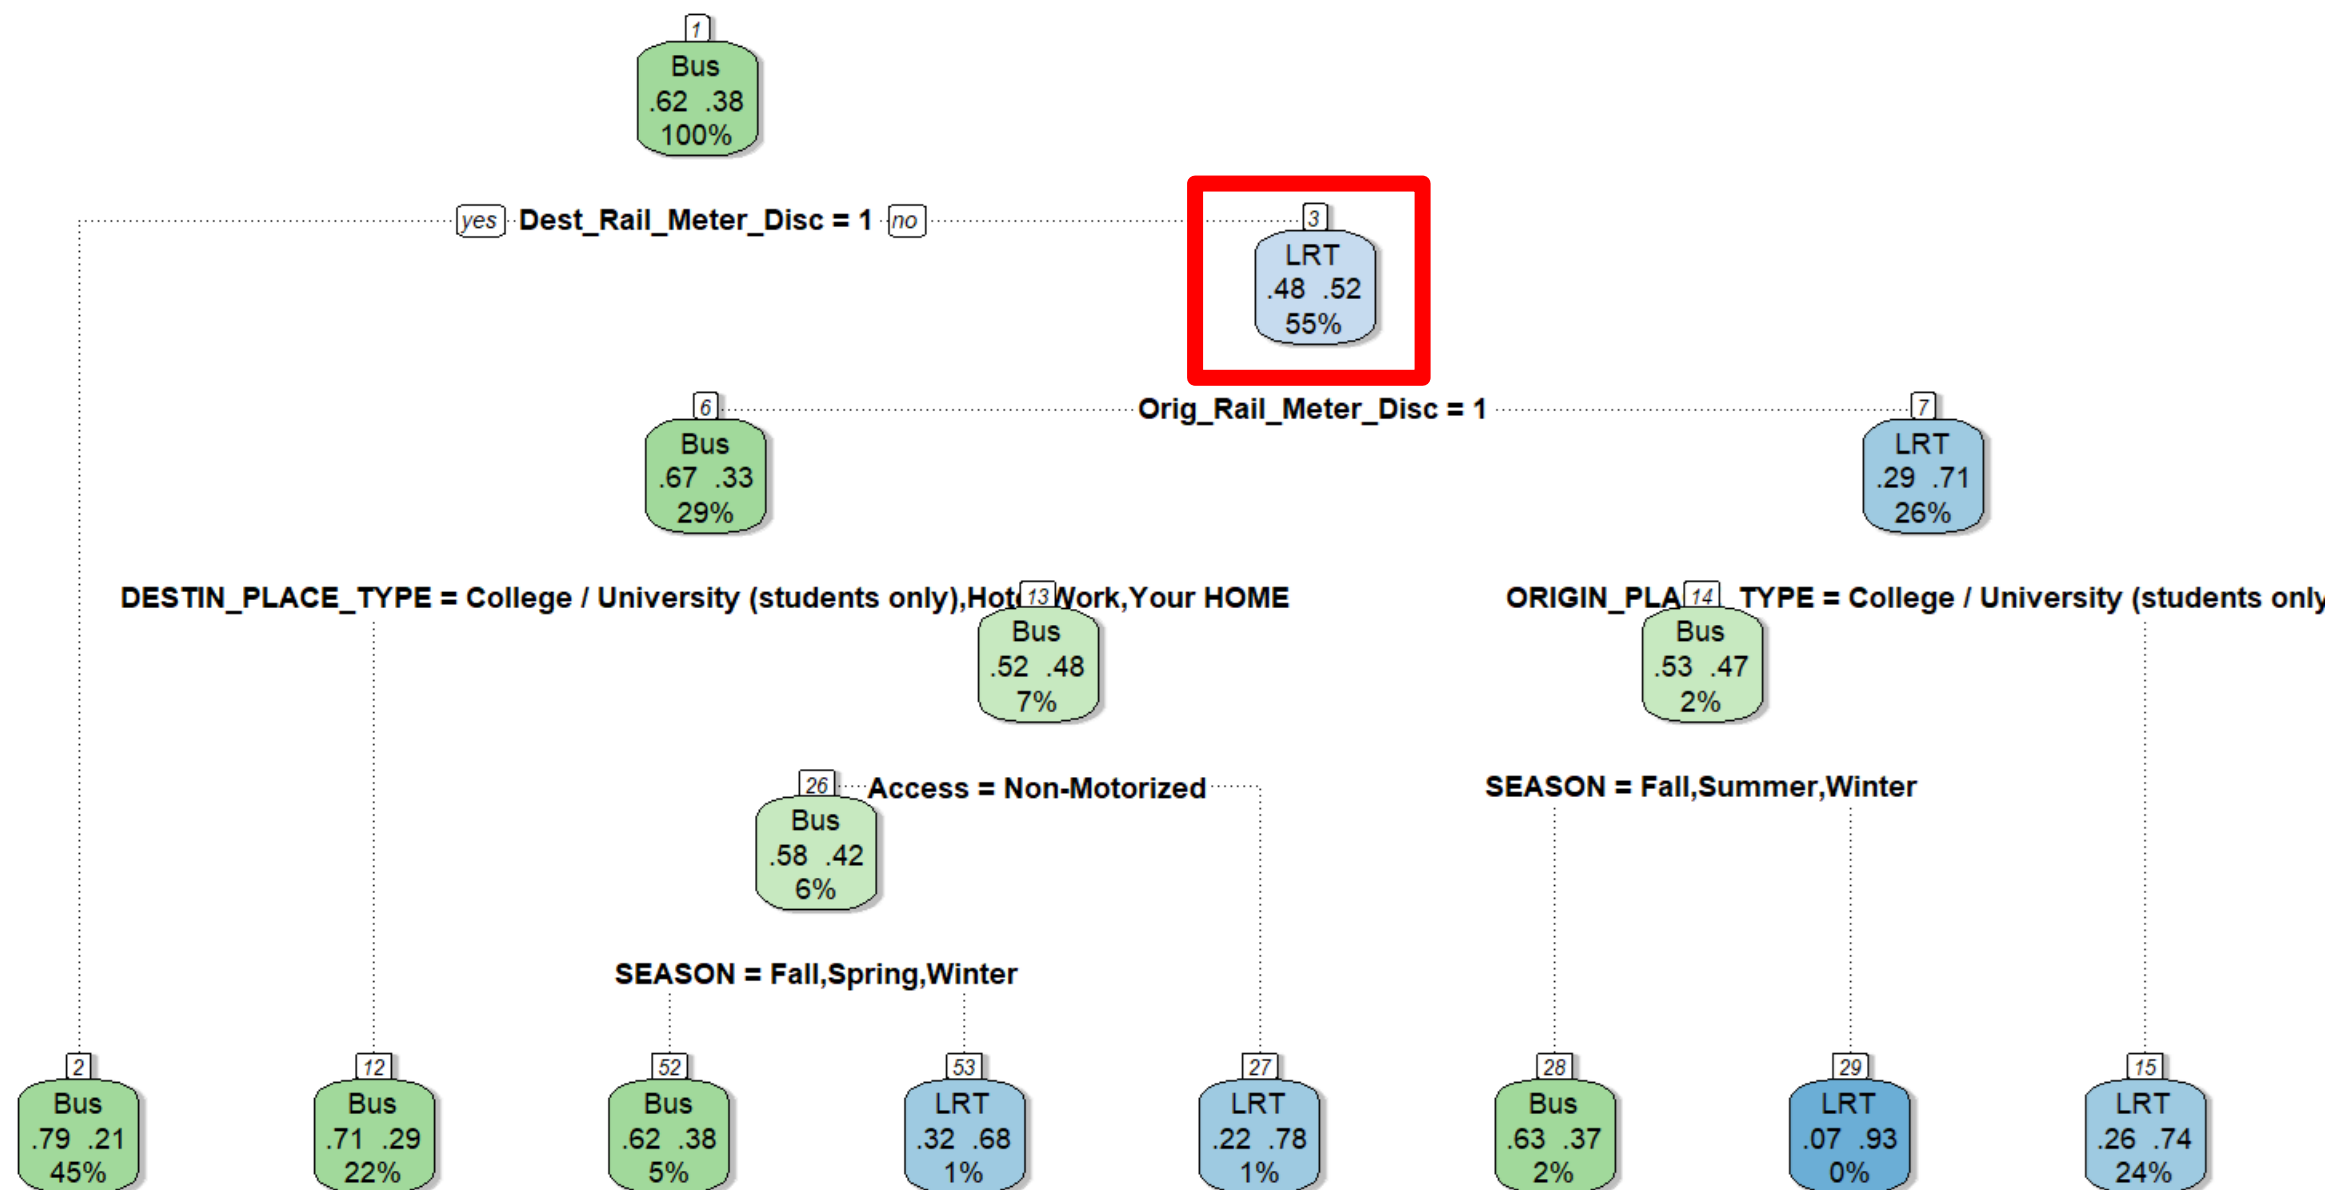 1
Bus
.62 .38
100%
yes Dest_Rail_Meter_Disc = 1 no
3
LRT
.48 .52
55%
Orig_Rail_Meter_Disc = 1
6
Bus
.67 .33
29%
7
LRT
.29 .71
26%
DESTIN_PLACE_TYPE = College / University (students only),Hot 13 Work,Your HOME
Bus
.52 .48
7%
ORIGIN_PLA 14 TYPE = College / University (students only
Bus
.53 .47
2%
26 Access = Non-Motorized
Bus
.58 .42
6%
SEASON = Fall,Summer,Winter
SEASON = Fall,Spring,Winter
2
Bus
.79 .21
45%
12
Bus
.71 .29
22%
52
Bus
.62 .38
5%
53
LRT
.32 .68
1%
27
LRT
.22 .78
1%
28
Bus
.63 .37
2%
29
LRT
.07 .93
0%
15
LRT
.26 .74
24%